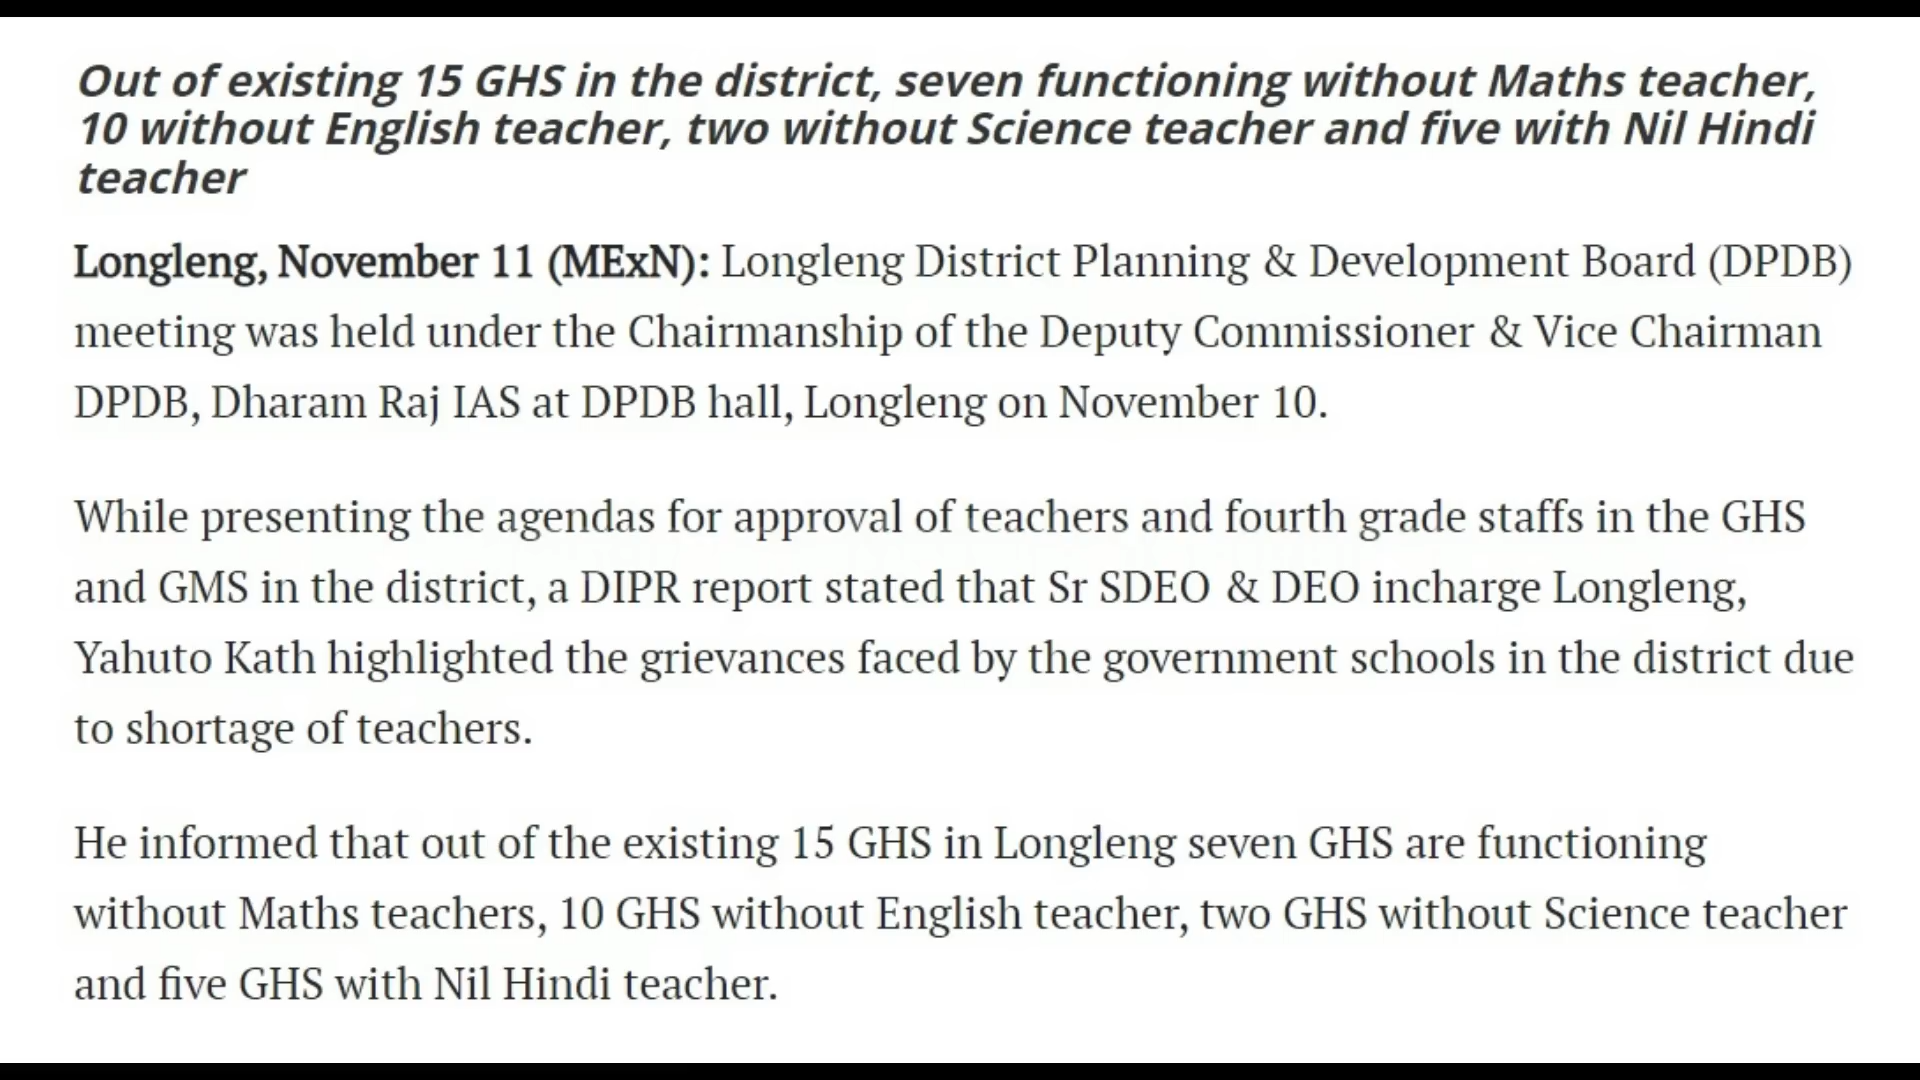 Out of existing 15 GHS in the district, seven functioning without Maths teacher,
10 without English teacher, two without Science teacher and five with Nil Hindi
teacher
Longleng, November 11 (MExN): Longleng District Planning & Development Board (DPDB)
meeting was held under the Chairmanship of the Deputy Commissioner & Vice Chairman
DPDB, Dharam Raj IAS at DPDB hall, Longleng on November 10.
While presenting the agendas for approval of teachers and fourth grade staffs in the GHS
and GMS in the district, a DIPR report stated that Sr SDEO & DEO incharge Longleng,
Yahuto Kath highlighted the grievances faced by the government schools in the district due
to shortage of teachers.
He informed that out of the existing 15 GHS in Longleng seven GHS are functioning
without Maths teachers, 10 GHS without English teacher, two GHS without Science teacher
and five GHS with Nil Hindi teacher.